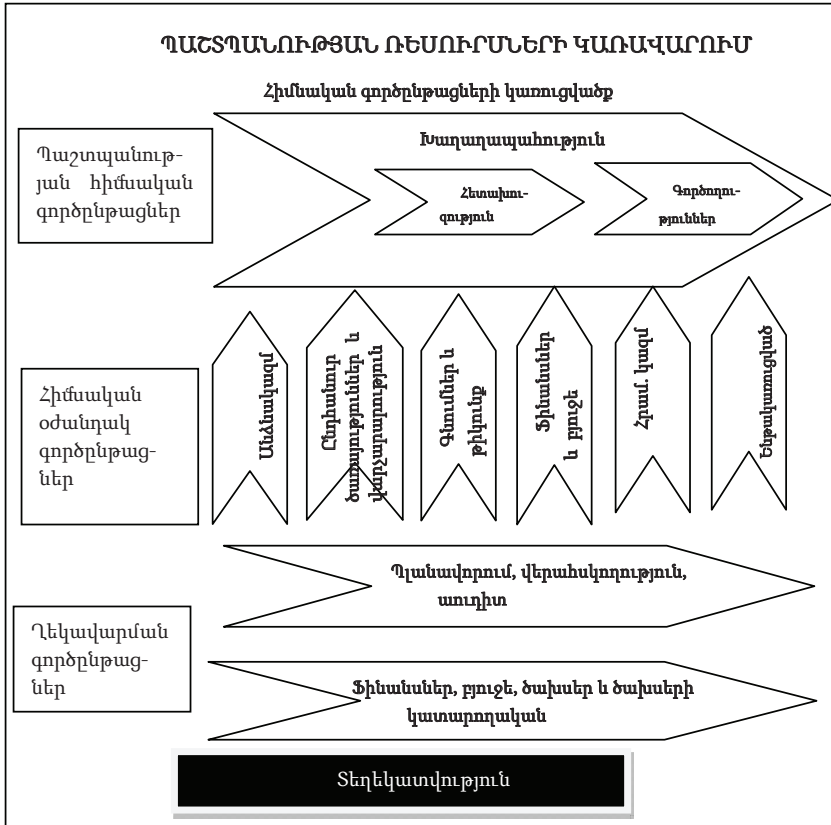 ՊԱՇՏՊԱՆՈՒԹՅԱՆ ՌԵՍՈՒՐՍՆԵՐԻ ԿԱՌԱՎԱՐՈՒՄ
Հիմնական գործընթացների կառուցվածք
Պաշտպանութ-
յան հիմնական
գործընթացներ
Խաղաղապահություն
Հետախու-
զություն
Գործողու-
թյուններ
Հիմնական
օժանդակ
գործընթաց-
ներ
Անձնակազմ
Ընդհանուր
ծառայություններ և
վարչարարություն
Գնումներ և
թիկունք
Ֆինանսներ
և բյուջե
Հրամ. կազմ
Ենթակառուցված
Ղեկավարման
գործընթաց-
ներ
Պլանավորում, վերահսկողություն,
աուդիտ
Ֆինանսներ, բյուջե, ծախսեր և ծախսերի
կատարողական
Տեղեկատվություն